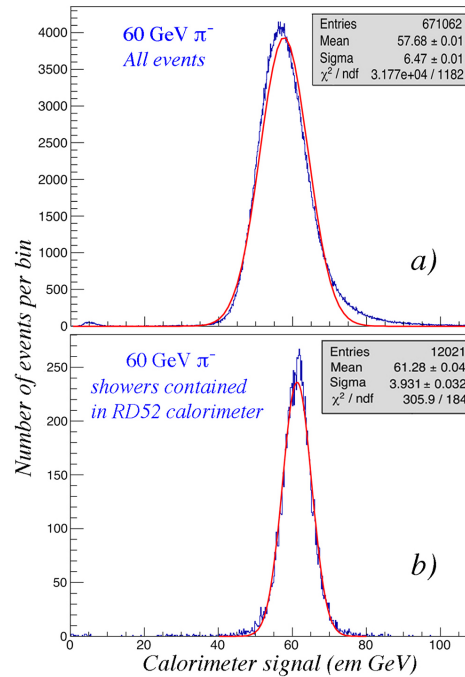 Number of events per bin
60 GeV π⁻
All events
Entries 671062
Mean 57.68 ± 0.01
Sigma 6.47 ± 0.01
χ² / ndf 3.177e+04 / 1182
4000
3500
3000
2500
2000
1500
1000
500
0
a)
60 GeV π⁻
showers contained
in RD52 calorimeter
Entries 12021
Mean 61.28 ± 0.04
Sigma 3.931 ± 0.032
χ² / ndf 305.9 / 184
250
200
150
100
50
0
b)
0 20 40 60 80 100
Calorimeter signal (em GeV)